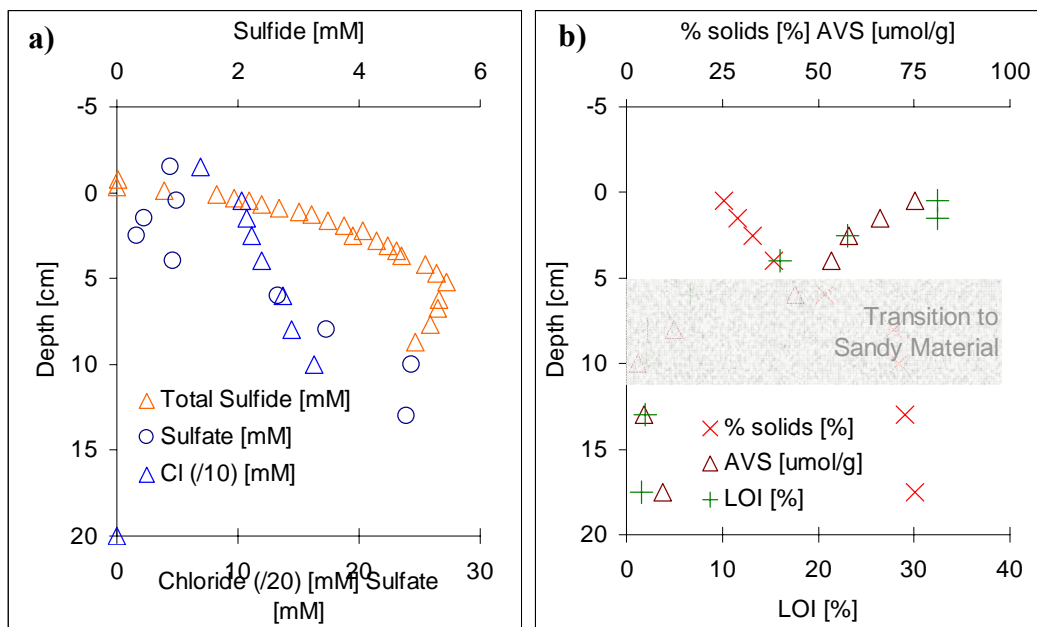 a)
Sulfide [mM]
0 2 4 6
-5
0
5
10
15
20
Depth [cm]
Total Sulfide [mM]
Sulfate [mM]
Cl (/10) [mM]
0 10 20 30
Chloride (/20) [mM] Sulfate
[mM]
b)
% solids [%] AVS [umol/g]
0 25 50 75 100
-5
0
5
10
15
20
Depth [cm]
Transition to
Sandy Material
% solids [%]
AVS [umol/g]
LOI [%]
0 10 20 30 40
LOI [%]